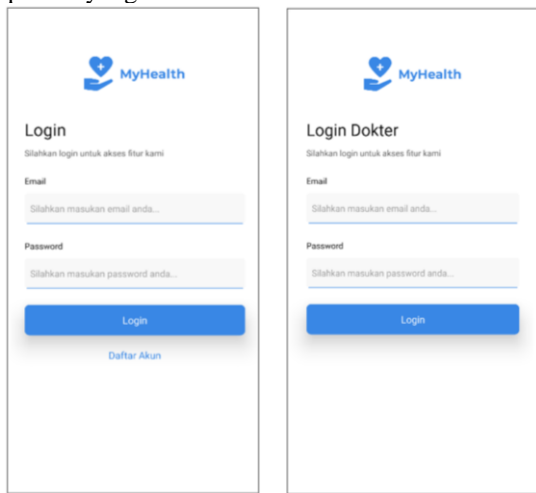 MyHealth
Login
Silahkan login untuk akses fitur kami
Email
Silahkan masukan email anda...
Password
Silahkan masukan password anda...
Login
Daftar Akun
MyHealth
Login Dokter
Silahkan login untuk akses fitur kami
Email
Silahkan masukan email anda...
Password
Silahkan masukan password anda...
Login